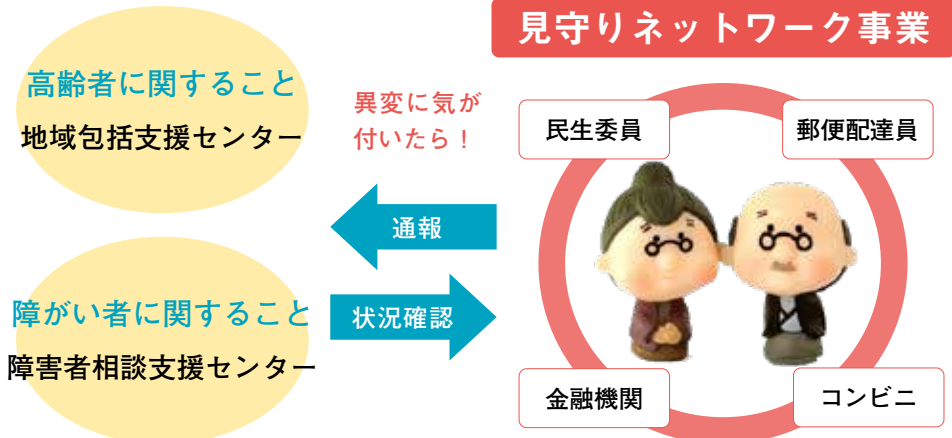 見守りネットワーク事業
高齢者に関すること
地域包括支援センター
異変に気が
付いたら！
民生委員
郵便配達員
通報
障がい者に関すること
障害者相談支援センター
状況確認
金融機関
コンビニ